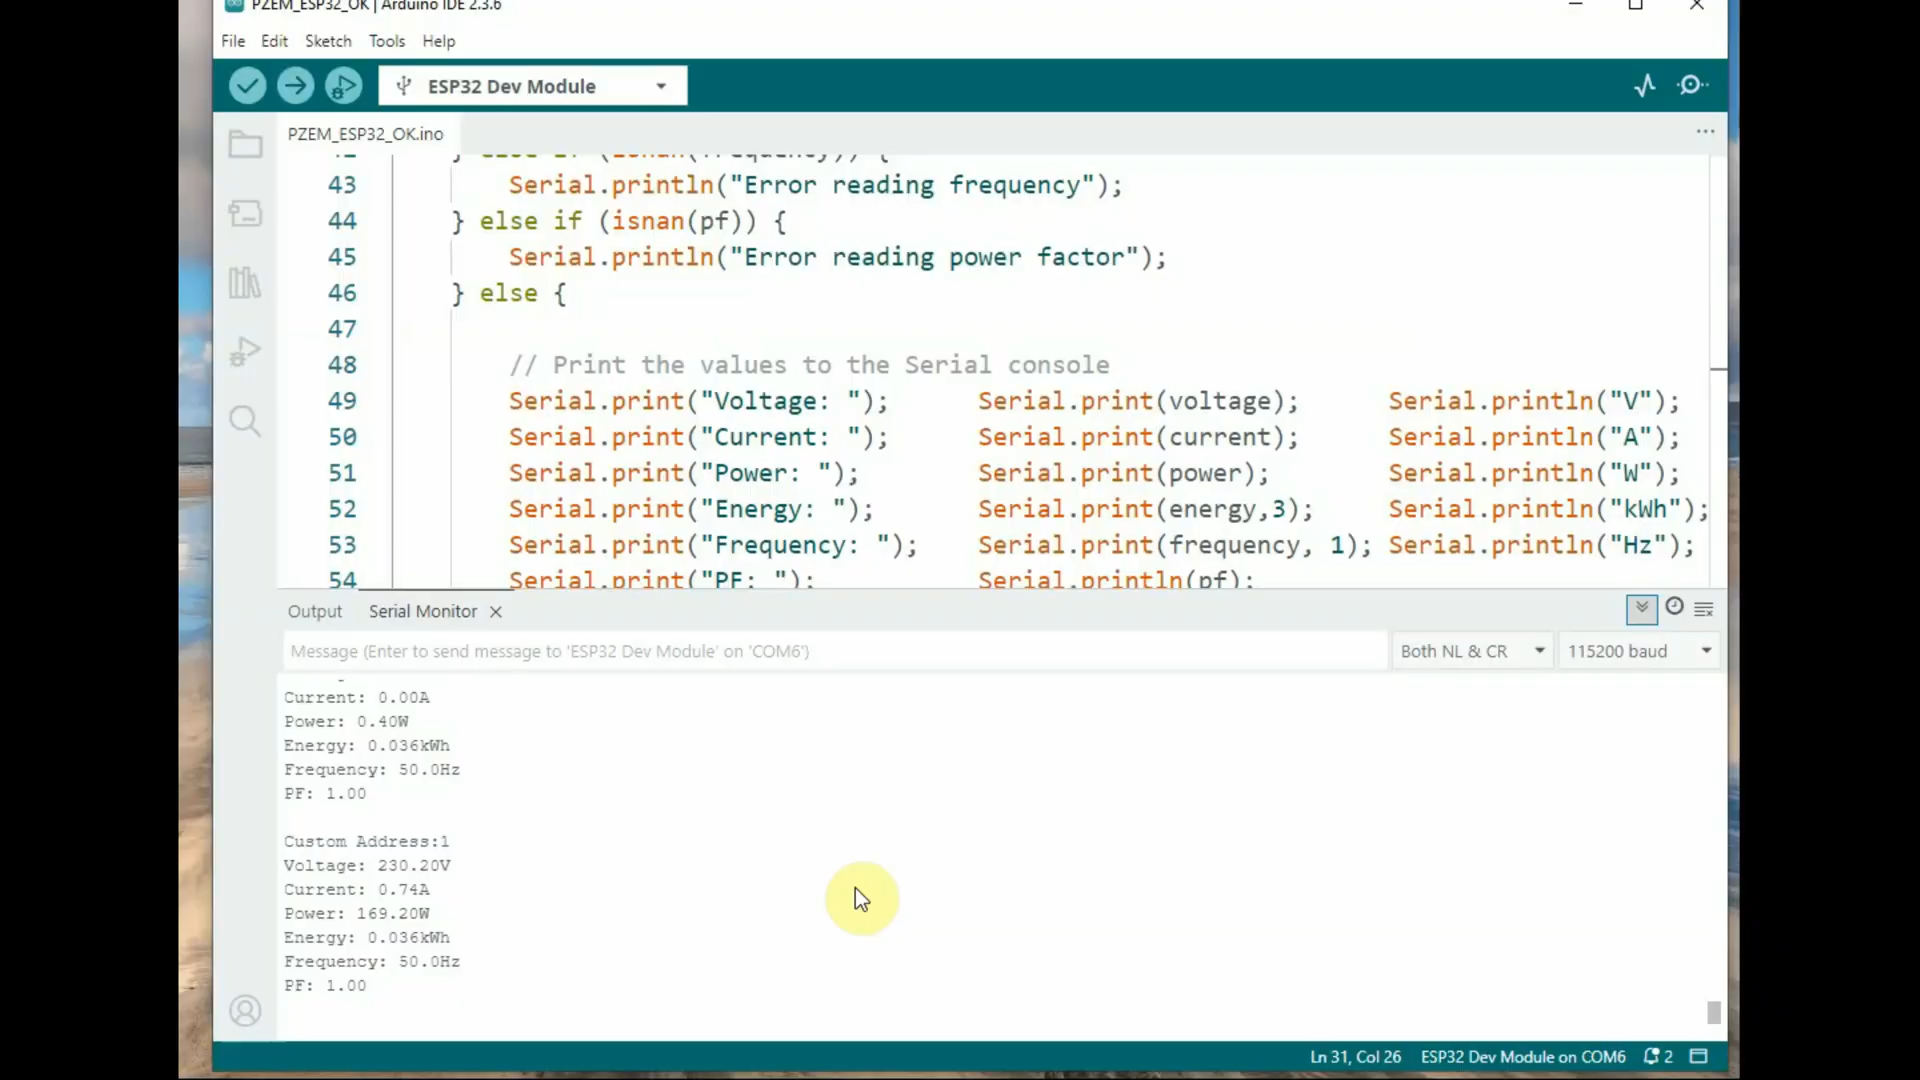 PZEM_ESP32_OK | Arduino IDE 2.3.6
File Edit Sketch Tools Help
ESP32 Dev Module
PZEM_ESP32_OK.ino
42 } else if (isnan(frequency)) {
43 Serial.println("Error reading frequency");
44 } else if (isnan(pf)) {
45 Serial.println("Error reading power factor");
46 } else {
47
48 // Print the values to the Serial console
49 Serial.print("Voltage: "); Serial.print(voltage); Serial.println("V");
50 Serial.print("Current: "); Serial.print(current); Serial.println("A");
51 Serial.print("Power: "); Serial.print(power); Serial.println("W");
52 Serial.print("Energy: "); Serial.print(energy,3); Serial.println("kWh");
53 Serial.print("Frequency: "); Serial.print(frequency, 1); Serial.println("Hz");
54 Serial.print("PF: "); Serial.println(pf);
Output Serial Monitor
Message (Enter to send message to 'ESP32 Dev Module' on 'COM6') Both NL & CR 115200 baud
Current: 0.00A
Power: 0.40W
Energy: 0.036kWh
Frequency: 50.0Hz
PF: 1.00
Custom Address:1
Voltage: 230.20V
Current: 0.74A
Power: 169.20W
Energy: 0.036kWh
Frequency: 50.0Hz
PF: 1.00
Ln 31, Col 26 ESP32 Dev Module on COM6 2